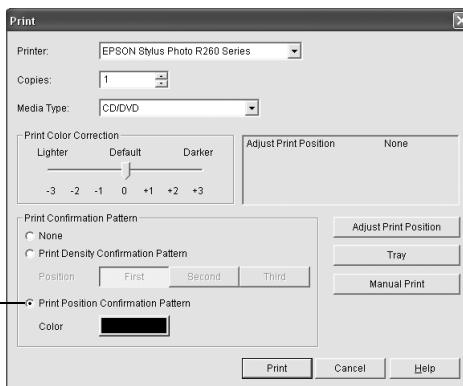 Print
Printer: EPSON Stylus Photo R260 Series
Copies: 1
Media Type: CD/DVD
Print Color Correction
Lighter Default Darker
-3 -2 -1 0 +1 +2 +3
Adjust Print Position None
Print Confirmation Pattern
None
Print Density Confirmation Pattern
Position First Second Third
Print Position Confirmation Pattern
Color
Adjust Print Position
Tray
Manual Print
Print Cancel Help